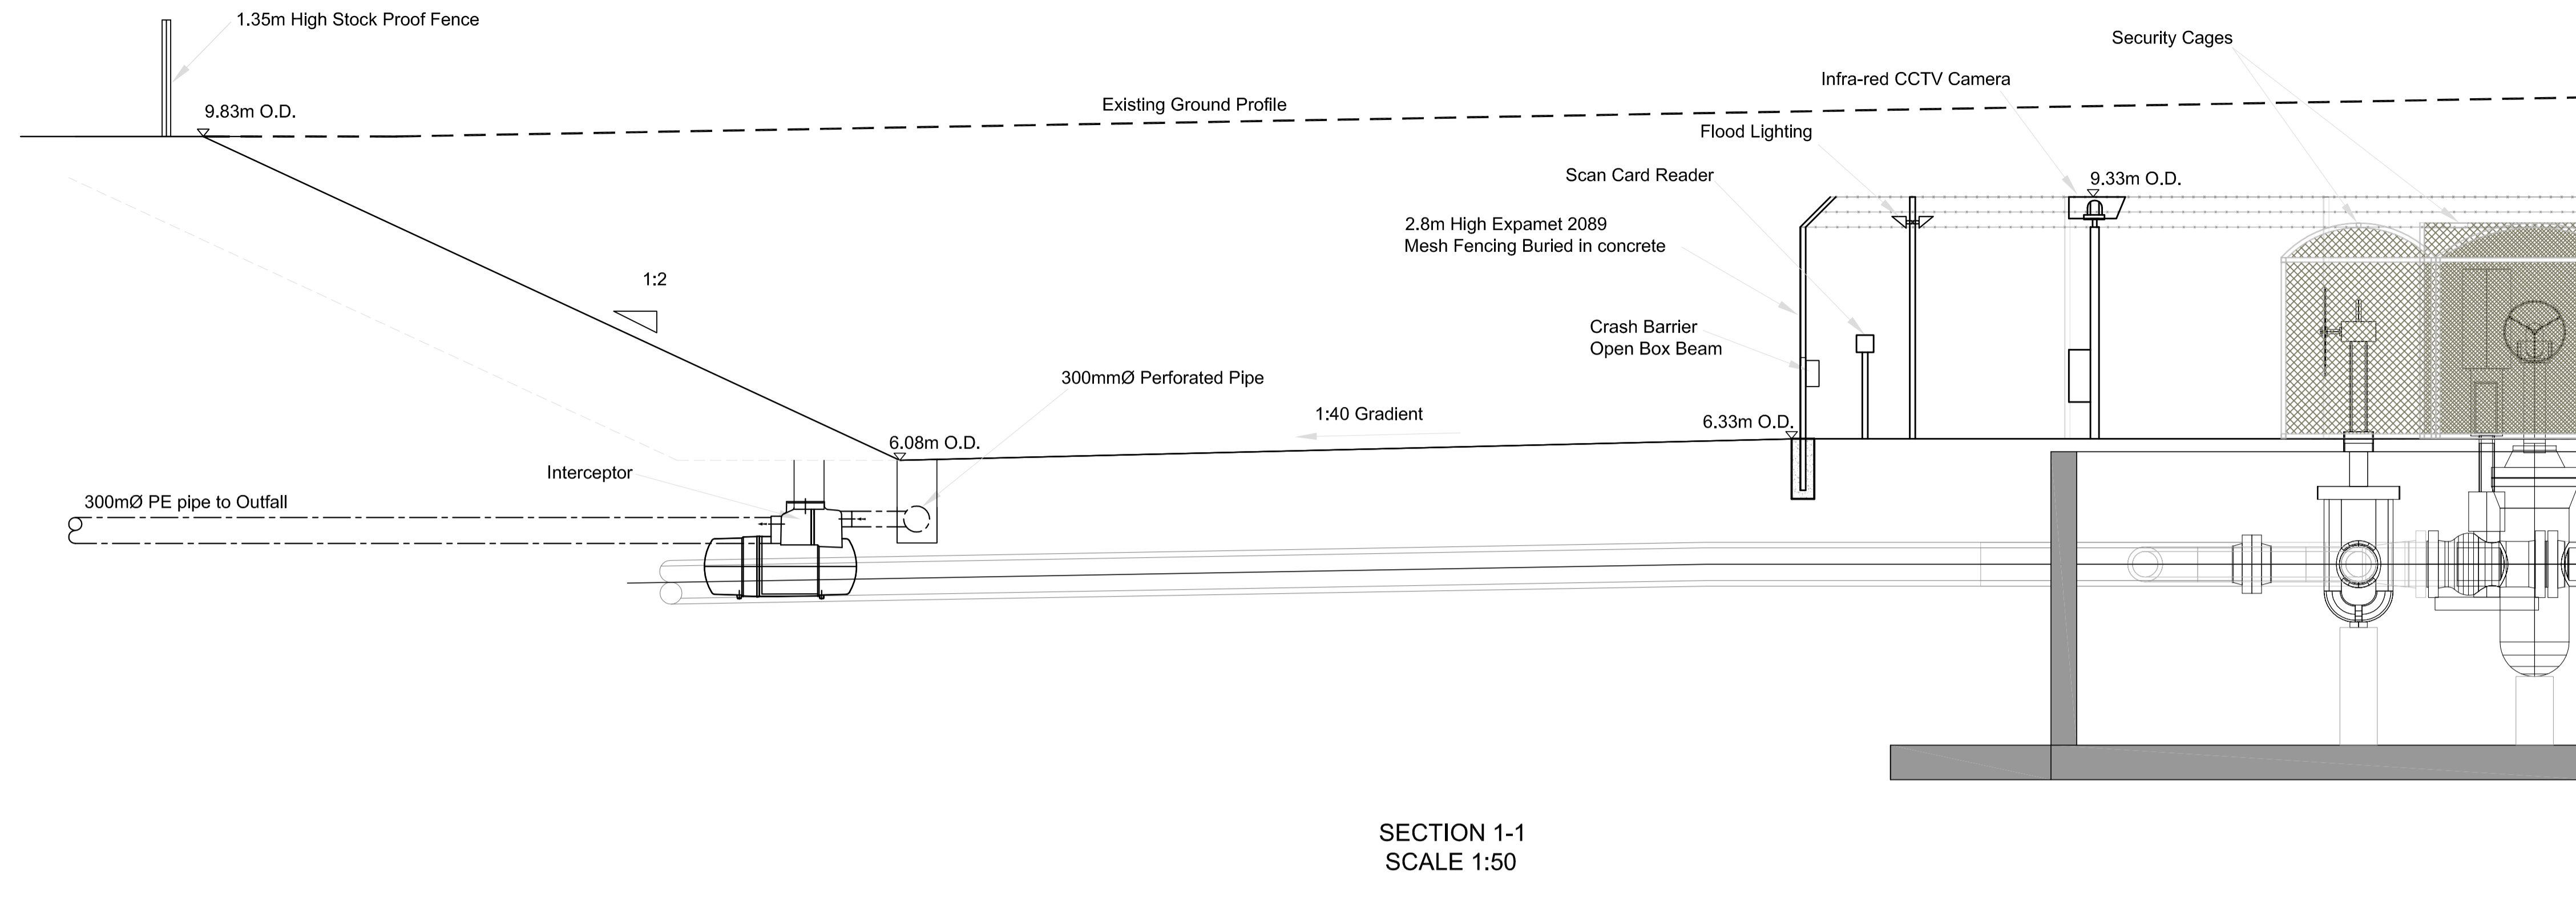 1.35m High Stock Proof Fence
Security Cages
Infra-red CCTV Camera
9.83m O.D.
Existing Ground Profile
Flood Lighting
Scan Card Reader
9.33m O.D.
2.8m High Expamet 2089
Mesh Fencing Buried in concrete
1:2
Crash Barrier
Open Box Beam
300mmØ Perforated Pipe
1:40 Gradient
6.33m O.D.
6.08m O.D.
Interceptor
300mØ PE pipe to Outfall
SECTION 1-1
SCALE 1:50